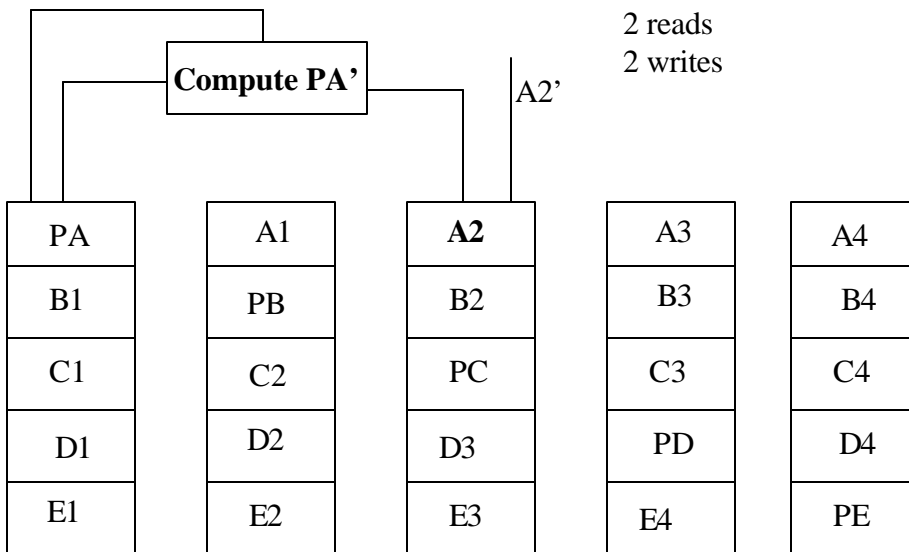 2 reads
2 writes
Compute PA’
A2’
PA A1 A2 A3 A4
B1 PB B2 B3 B4
C1 C2 PC C3 C4
D1 D2 D3 PD D4
E1 E2 E3 E4 PE